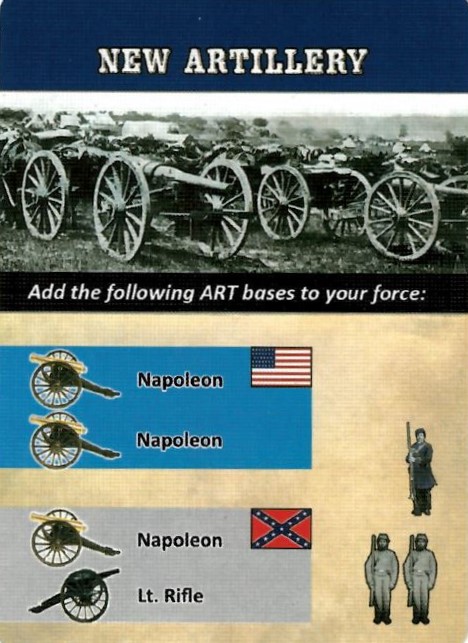 NEW ARTILLERY
Add the following ART bases to your force:
Napoleon
Napoleon
Napoleon
Lt. Rifle